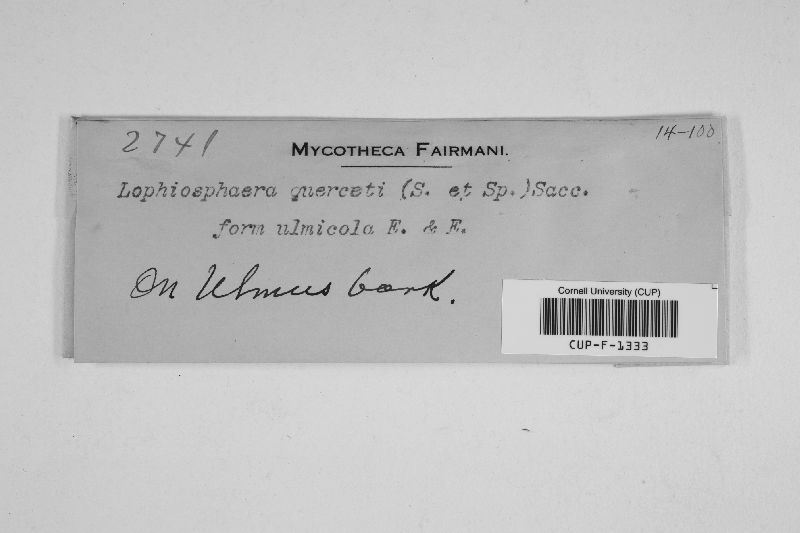 2741
14-100
MYCOTHECA FAIRMANI.
Lophiosphaera querceti (S. et Sp.) Sacc.
form ulmicola E. & E.
On Ulmus bark.
Cornell University (CUP)
CUP-F-1333